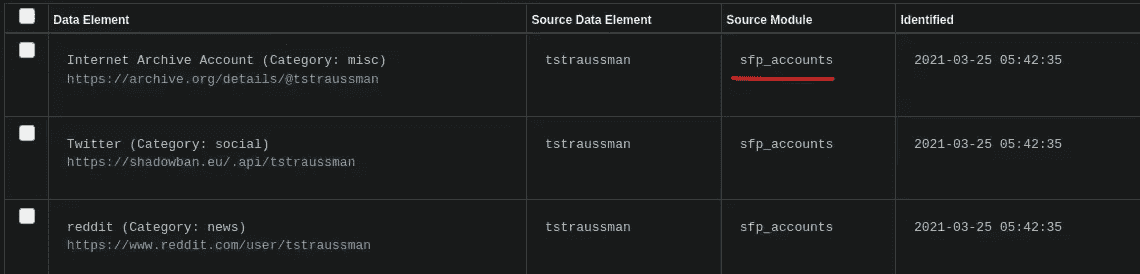 Data Element Source Data Element Source Module Identified
Internet Archive Account (Category: misc) tstraussman sfp_accounts 2021-03-25 05:42:35
https://archive.org/details/@tstraussman
Twitter (Category: social) tstraussman sfp_accounts 2021-03-25 05:42:35
https://shadowban.eu/.api/tstraussman
reddit (Category: news) tstraussman sfp_accounts 2021-03-25 05:42:35
https://www.reddit.com/user/tstraussman